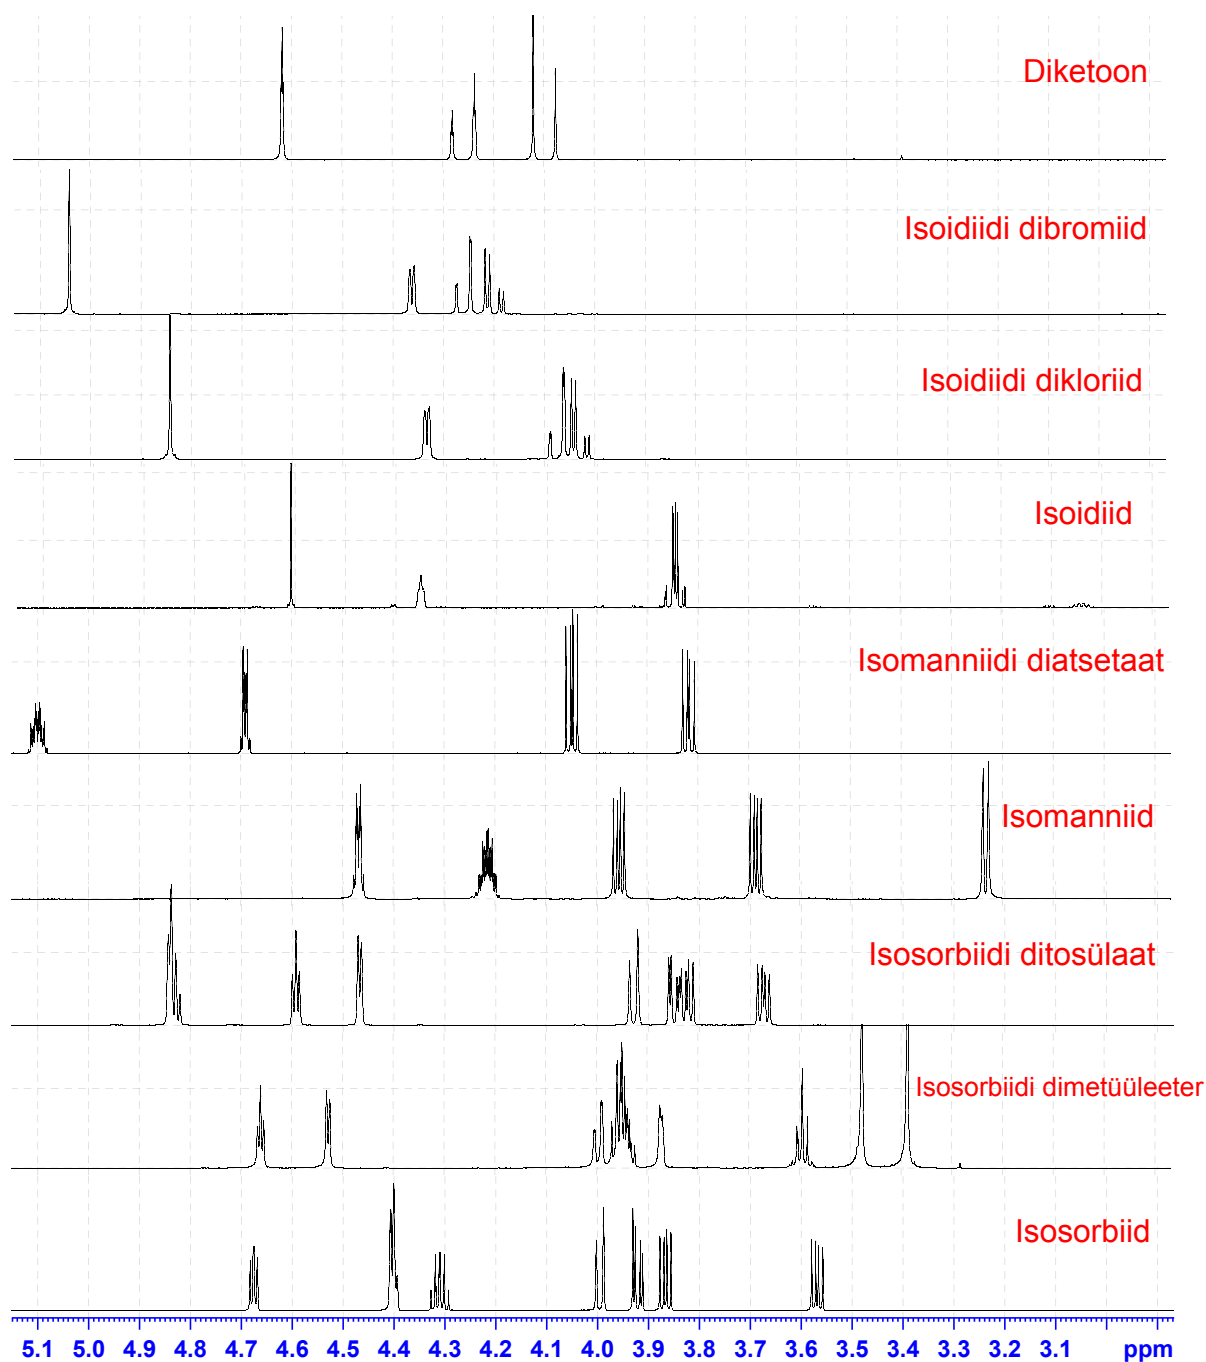 Diketoon
Isoidiidi dibromiid
Isoidiidi dikloriid
Isoidiid
Isomanniidi diatsetaat
Isomanniid
Isosorbiidi ditosülaat
Isosorbiidi dimetüüleeter
Isosorbiid
5.1 5.0 4.9 4.8 4.7 4.6 4.5 4.4 4.3 4.2 4.1 4.0 3.9 3.8 3.7 3.6 3.5 3.4 3.3 3.2 3.1 ppm